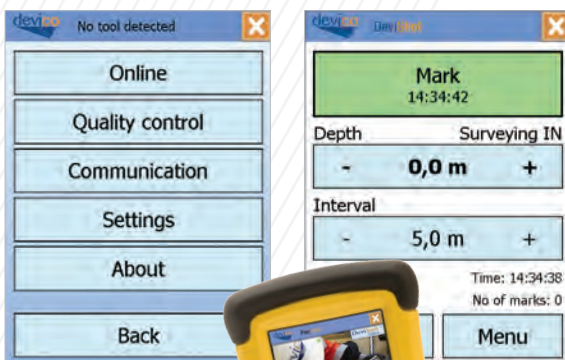 devico
No tool detected
Online
Quality control
Communication
Settings
About
Back
devico
DeviShot
Mark
14:34:42
Depth
Surveying IN
- 0,0 m +
Interval
- 5,0 m +
Time: 14:34:38
No of marks: 0
Menu